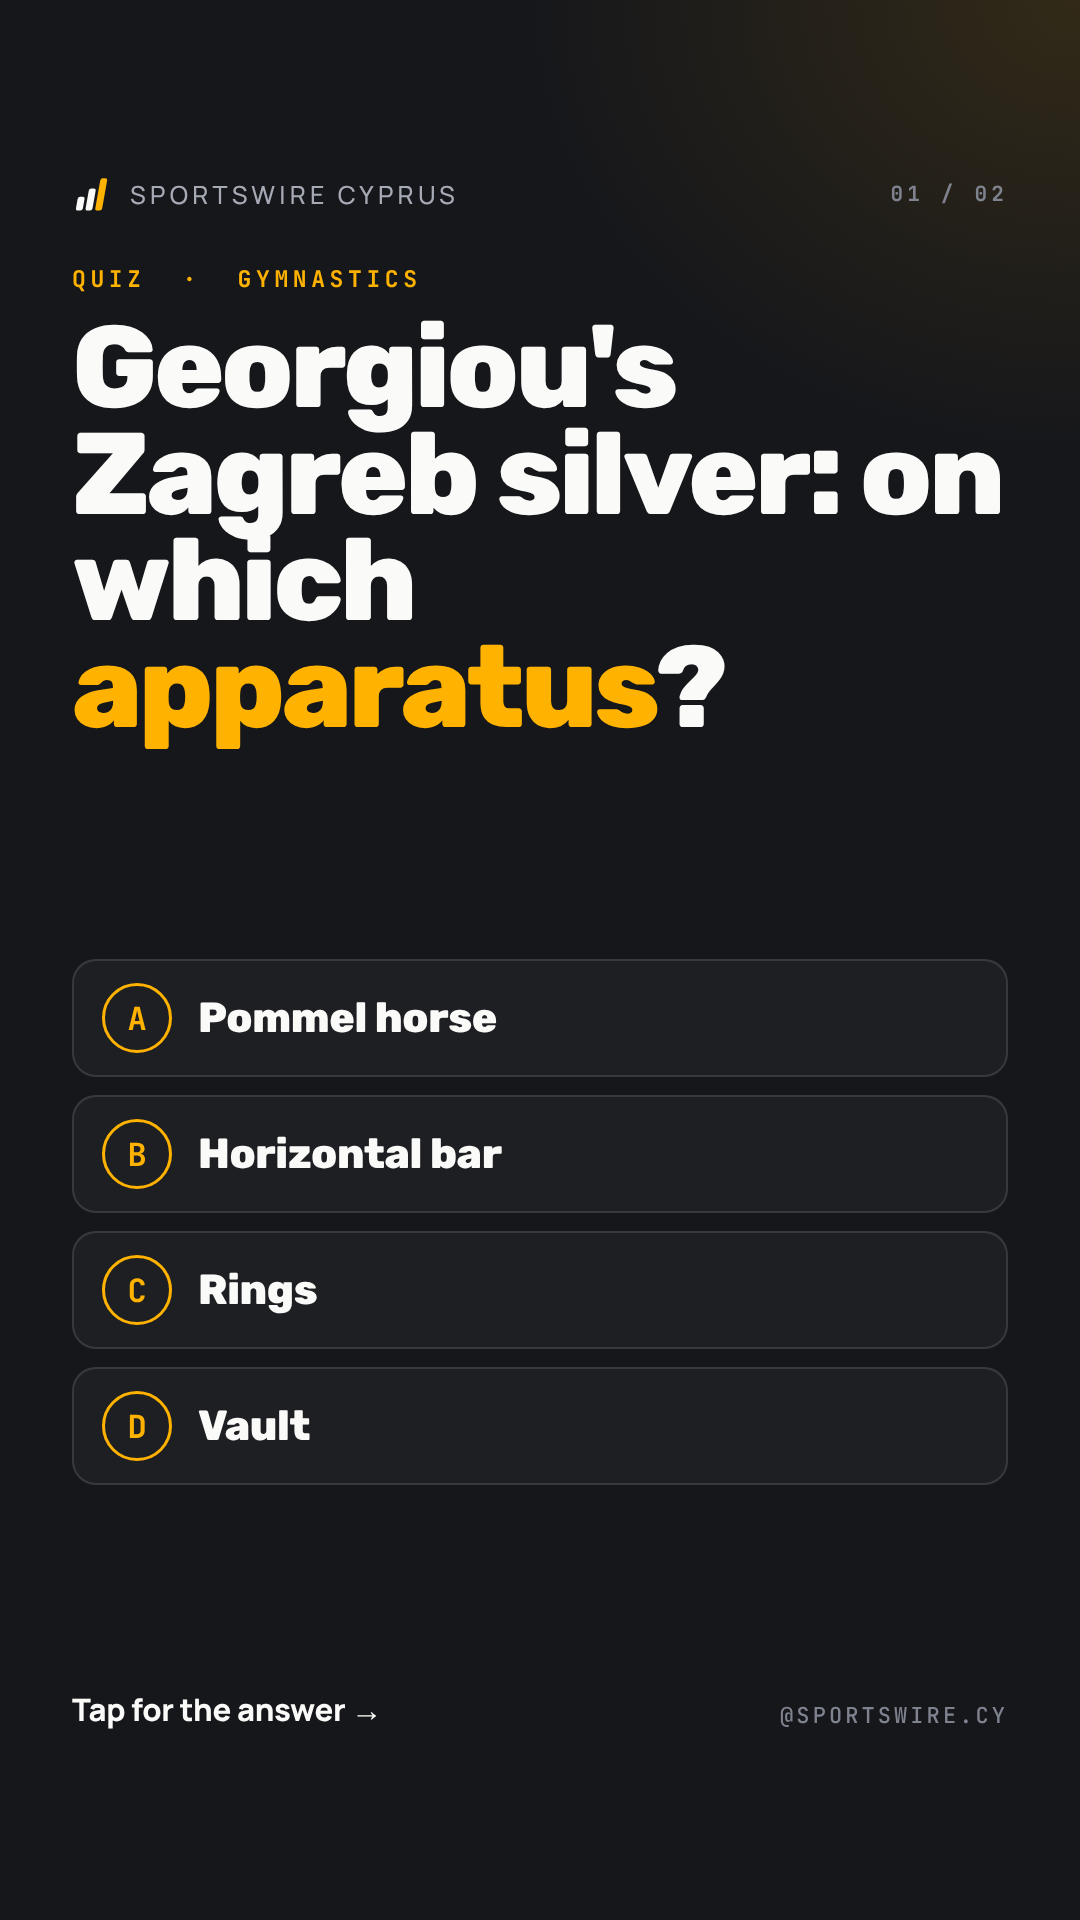 SPORTSWIRE CYPRUS
01 / 02
QUIZ · GYMNASTICS
Georgiou's
Zagreb silver: on
which
apparatus?
A Pommel horse
B Horizontal bar
C Rings
D Vault
Tap for the answer →
@SPORTSWIRE.CY